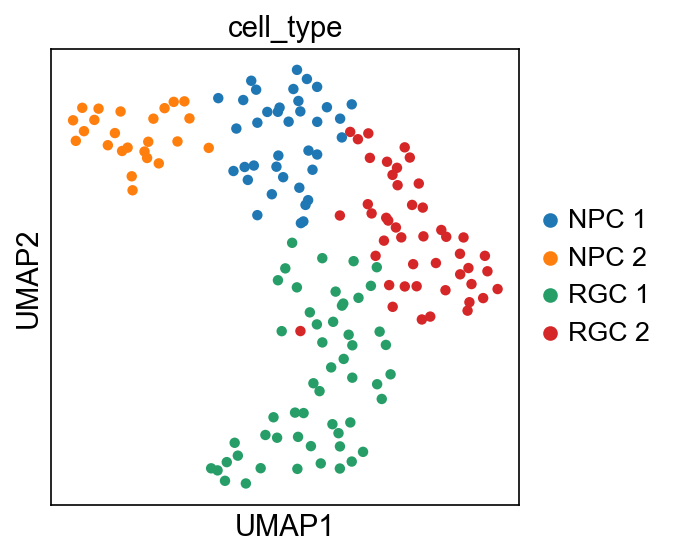 cell_type
UMAP2
NPC 1
NPC 2
RGC 1
RGC 2
UMAP1